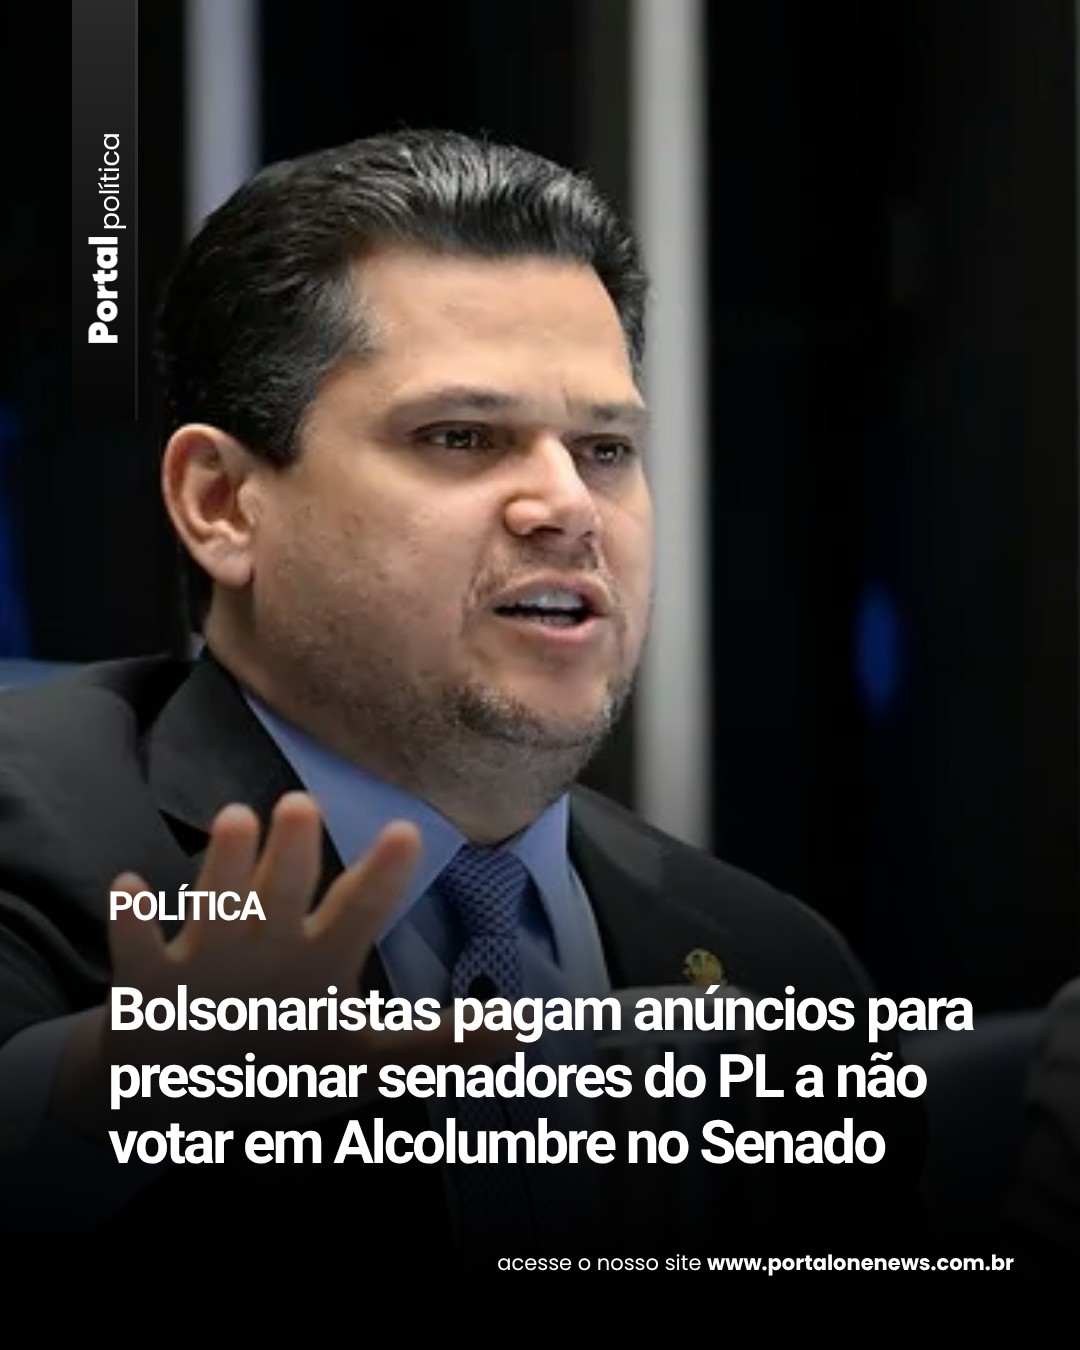 Portal política
POLÍTICA
Bolsonaristas pagam anúncios para
pressionar senadores do PL a não
votar em Alcolumbre no Senado
acesse o nosso site www.portalonenews.com.br